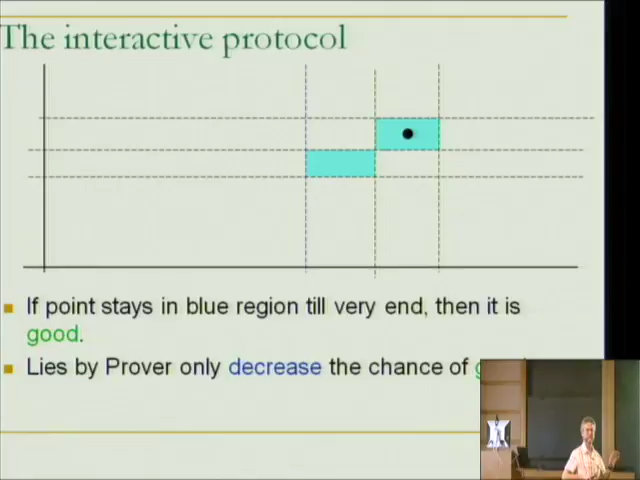 The interactive protocol
If point stays in blue region till very end, then it is
good.
Lies by Prover only decrease the chance of